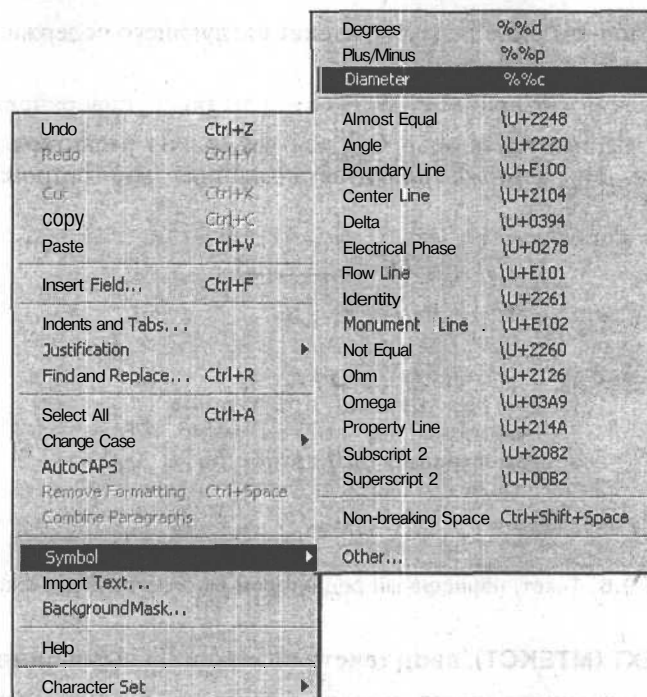 Degrees %%d
Plus/Minus %%p
Diameter %%c
Almost Equal \U+2248
Angle \U+2220
Boundary Line \U+E100
Center Line \U+2104
Delta \U+0394
Electrical Phase \U+0278
Flow Line \U+E101
Identity \U+2261
Monument Line . \U+E102
Not Equal \U+2260
Ohm \U+2126
Omega \U+03A9
Property Line \U+214A
Subscript 2 \U+2082
Superscript 2 \U+00B2
Non-breaking Space Ctrl+Shift+Space
Other...
Undo Ctrl+Z
Redo Ctrl+Y
Cut Ctrl+X
copy Ctrl+C
Paste Ctrl+V
Insert Field... Ctrl+F
Indents and Tabs...
Justification
Find and Replace... Ctrl+R
Select All Ctrl+A
Change Case
AutoCAPS
Remove Formatting Ctrl+Space
Combine Paragraphs
Symbol
Import Text...
Background Mask...
Help
Character Set